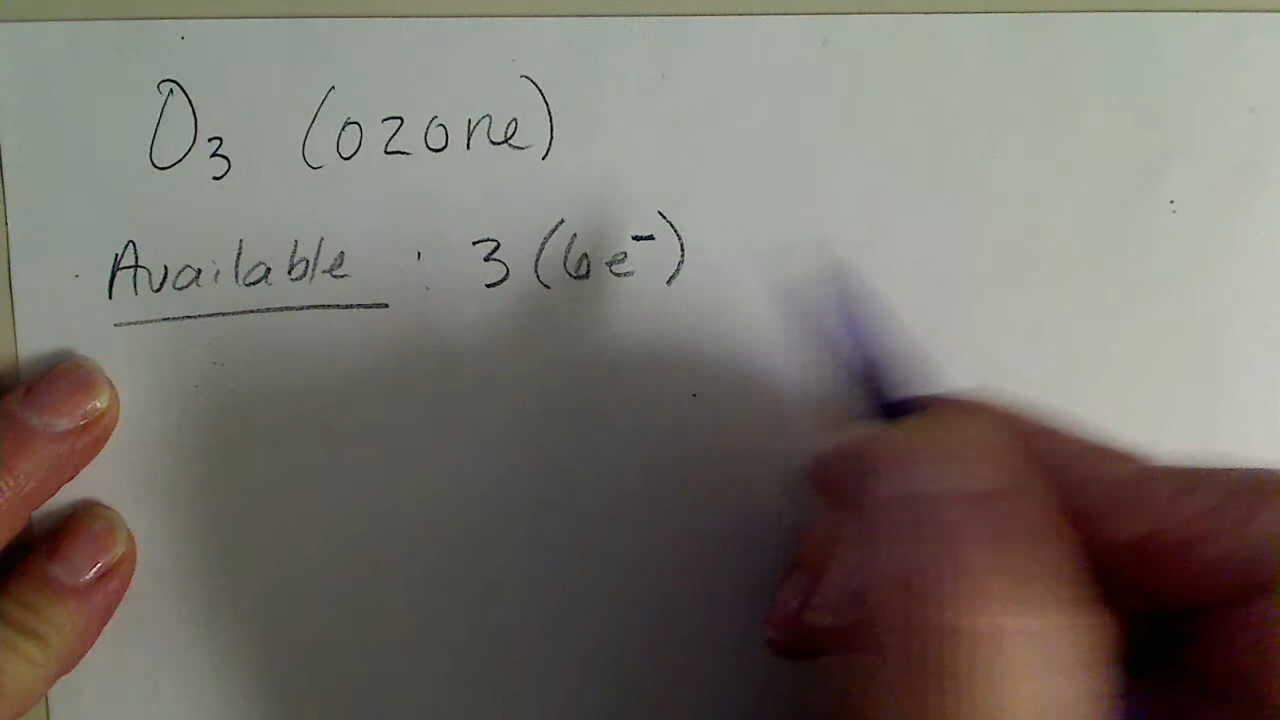 O₃ (ozone)
Available : 3 (6e⁻)